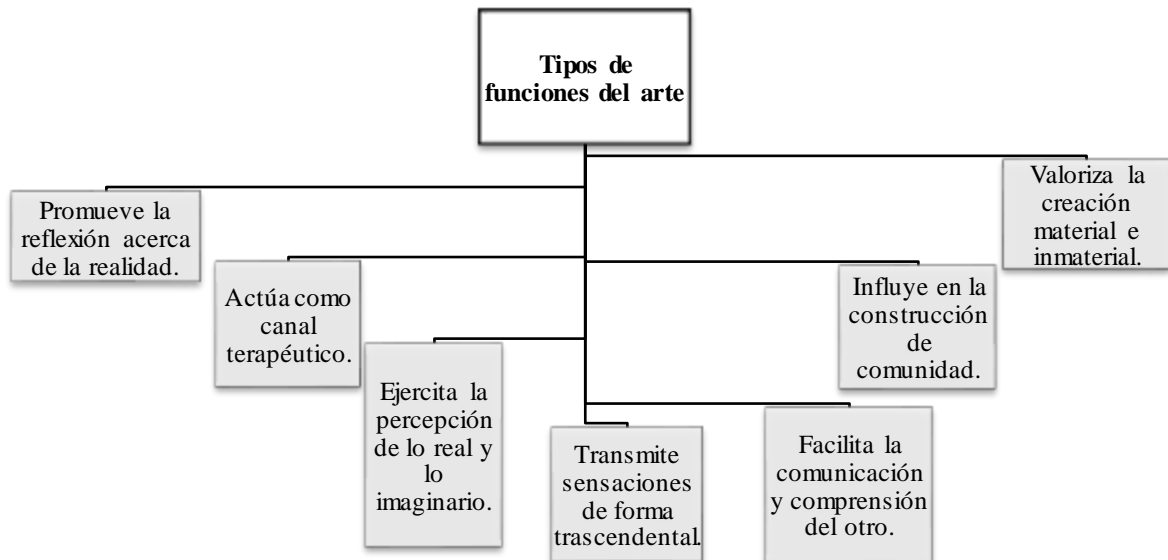 Tipos de
funciones del arte
Promueve la
reflexión acerca
de la realidad.
Actúa como
canal
terapéutico.
Ejercita la
percepción
de lo real y
lo
imaginario.
Transmite
sensaciones
de forma
trascendental.
Facilita la
comunicación
y comprensión
del otro.
Influye en la
construcción
de
comunidad.
Valoriza la
creación
material e
inmaterial.